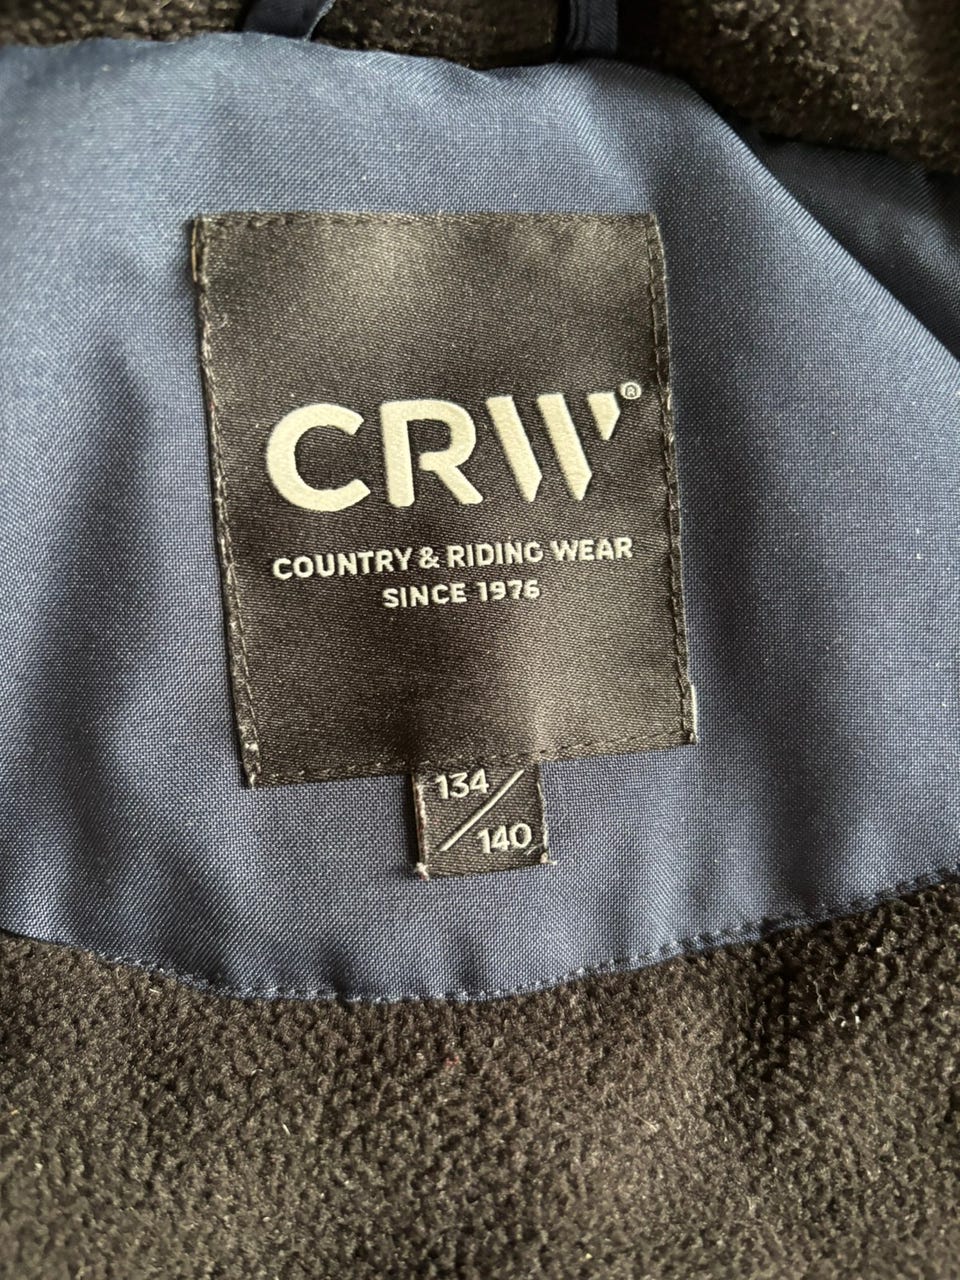 CRW®
COUNTRY & RIDING WEAR
SINCE 1976
134/
140